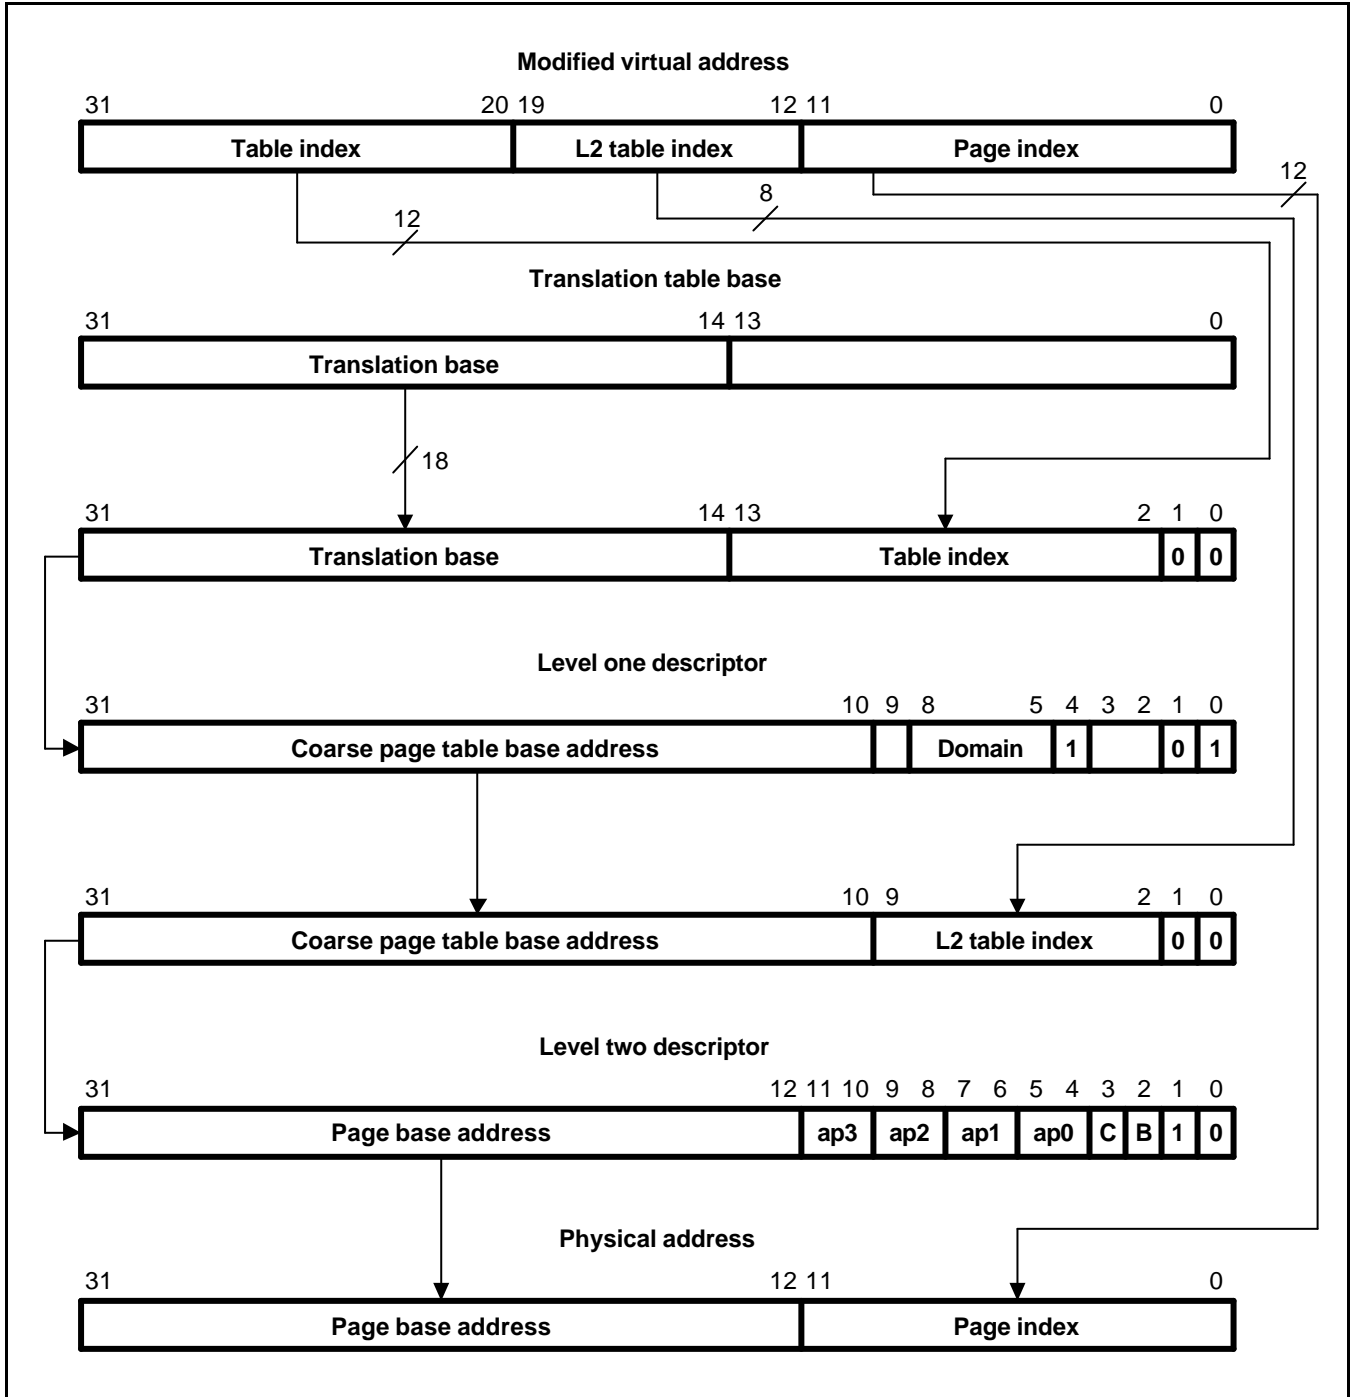 Modified virtual address
31 20 19 12 11 0
Table index L2 table index Page index
12
8
12
Translation table base
31 14 13 0
Translation base
18
31 14 13 2 1 0
Translation base Table index 0 0
Level one descriptor
31 10 9 8 5 4 3 2 1 0
Coarse page table base address Domain 1 0 1
31 10 9 2 1 0
Coarse page table base address L2 table index 0 0
Level two descriptor
31 12 11 10 9 8 7 6 5 4 3 2 1 0
Page base address ap3 ap2 ap1 ap0 C B 1 0
Physical address
31 12 11 0
Page base address Page index